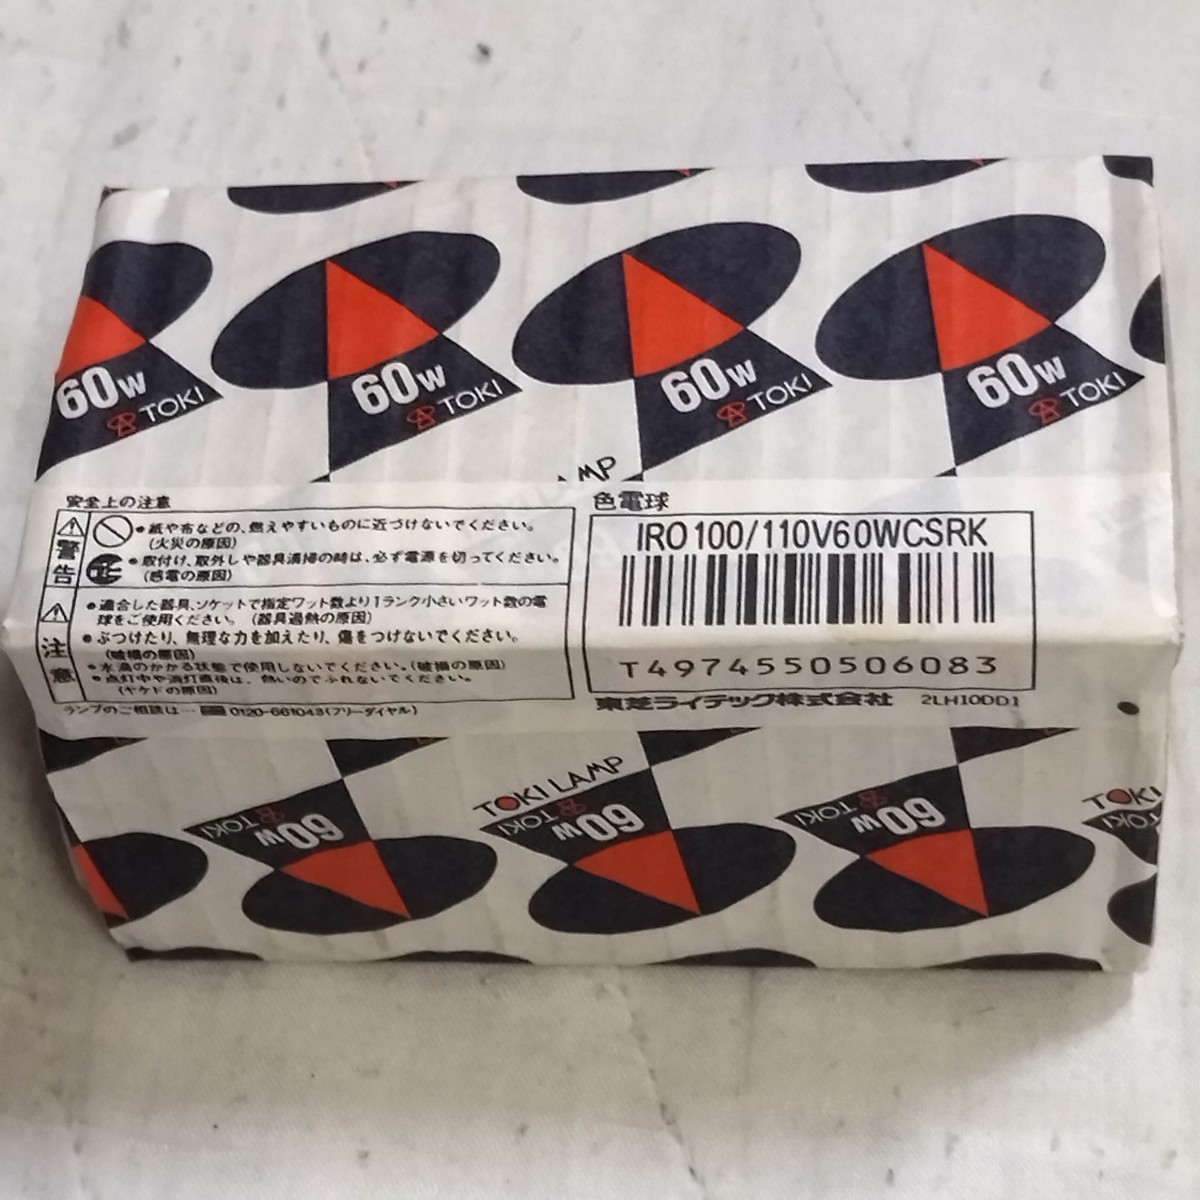 60W TOKI
60W TOKI
60W TOKI
60W TOKI
安全上の注意
警告
●紙や布などの、燃えやすいものに近づけないでください。
(火災の原因)
●取付け、取外しや器具清掃の時は、必ず電源を切ってください。
(感電の原因)
注意
●適合した器具、ソケットで指定ワット数より1ランク小さいワット数の電
球をご使用ください。(器具過熱の原因)
●ぶつけたり、無理な力を加えたり、傷をつけないでください。
(破損の原因)
●水滴のかかる状態で使用しないでください。(破損の原因)
●点灯中や消灯直後は、熱いのでふれないでください。
(ヤケドの原因)
ランプのご相談は… 0120-661048(フリーダイヤル)
色電球
IRO100/110V60WCSRK
T4974550506083
東芝ライテック株式会社 2LH10DD1
TOKI LAMP
60W TOKI
60W TOKI
60W TOKI
TOKI
TOKI